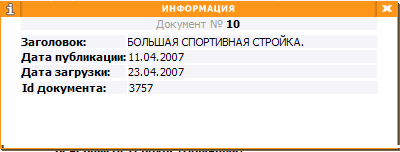 ИНФОРМАЦИЯ
Документ № 10
Заголовок: БОЛЬШАЯ СПОРТИВНАЯ СТРОЙКА.
Дата публикации: 11.04.2007
Дата загрузки: 23.04.2007
Id документа: 3757